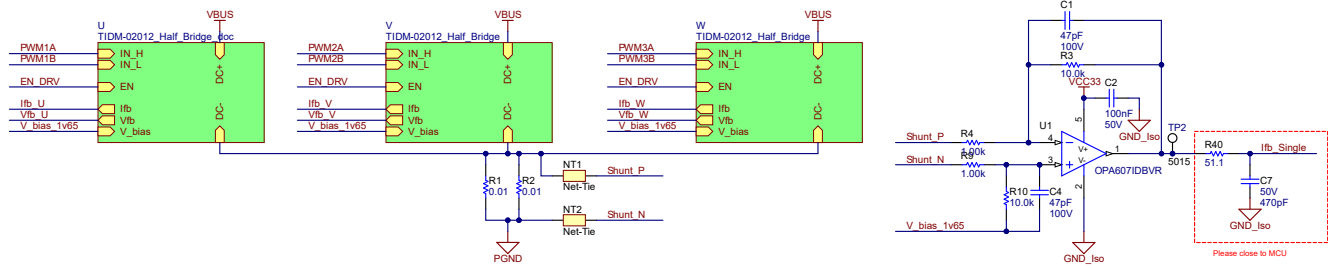 U
TIDM-02012_Half_Bridge_doc
VBUS
PWM1A
PWM1B
EN_DRV
Ifb_U
Vfb_U
V_bias_1v65
IN_H
IN_L
EN
Ifb
Vfb
V_bias
DC+
DC-
V
TIDM-02012_Half_Bridge
VBUS
PWM2A
PWM2B
EN_DRV
Ifb_V
Vfb_V
V_bias_1v65
IN_H
IN_L
EN
Ifb
Vfb
V_bias
DC+
DC-
W
TIDM-02012_Half_Bridge
VBUS
PWM3A
PWM3B
EN_DRV
Ifb_W
Vfb_W
V_bias_1v65
IN_H
IN_L
EN
Ifb
Vfb
V_bias
DC+
DC-
R1
0.01
R2
0.01
NT1
Net-Tie
Shunt_P
NT2
Net-Tie
Shunt_N
PGND
C1
47pF
100V
R3
10.0k
VCC33
C2
100nF
50V
GND_Iso
Shunt_P
R4
1.00k
Shunt_N
R9
1.00k
U1
4
3
5
V+
V-
2
1
OPA607IDBVR
R10
10.0k
C4
47pF
100V
V_bias_1v65
GND_Iso
TP2
5015
R40
51.1
Ifb_Single
C7
50V
470pF
GND_Iso
Please close to MCU